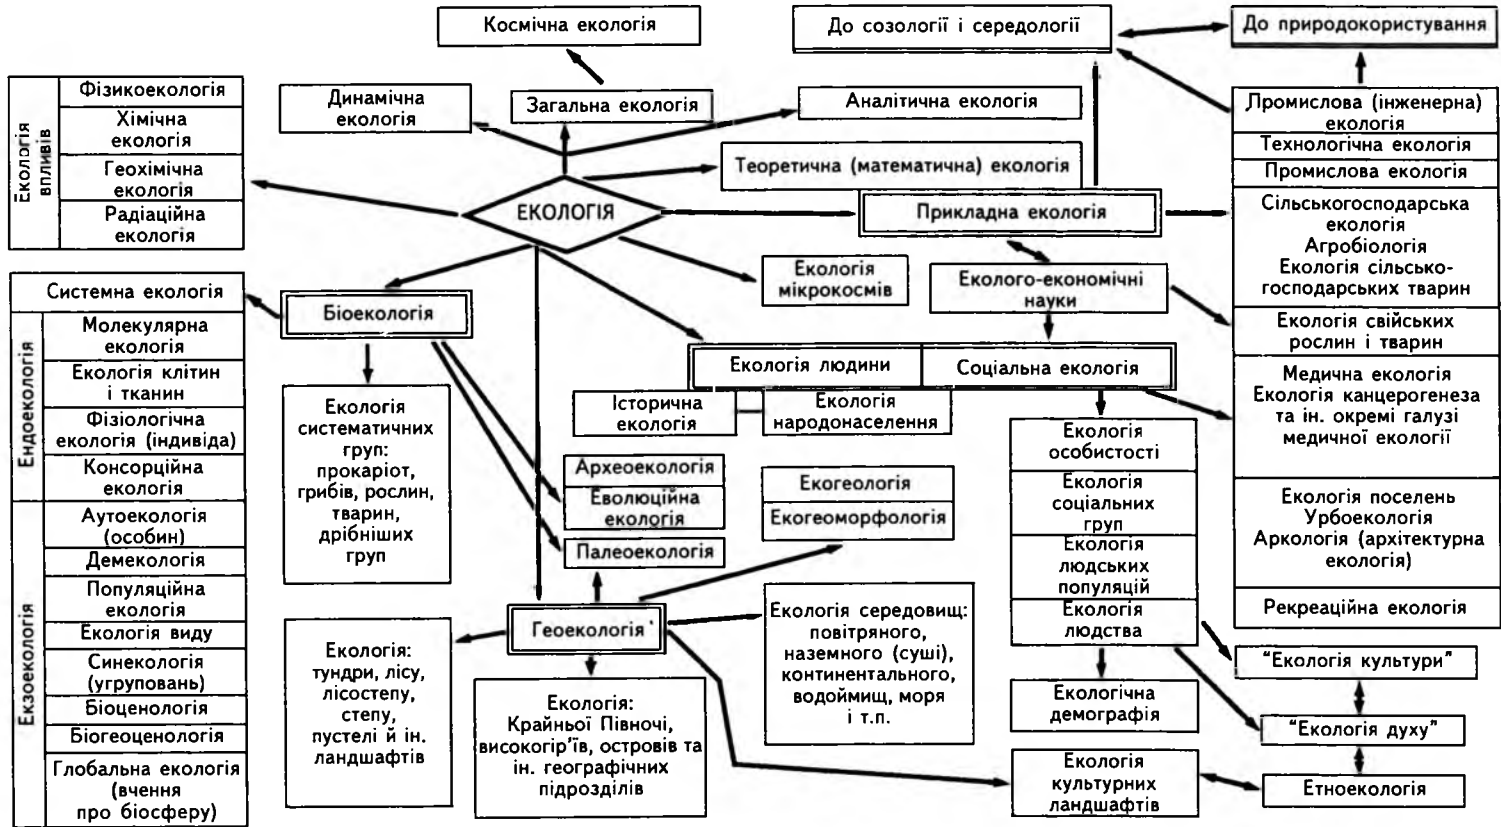 Космічна екологія
До созології і середології
До природокористування
Екологія
впливів
Фізикоекологія
Хімічна
екологія
Геохімічна
екологія
Радіаційна
екологія
Динамічна
екологія
Загальна екологія
Аналітична екологія
Теоретична (математична) екологія
ЕКОЛОГІЯ
Прикладна екологія
Екологія
мікрокосмів
Еколого-економічні
науки
Промислова (інженерна)
екологія
Технологічна екологія
Промислова екологія
Сільськогосподарська
екологія
Агробіологія
Екологія сільсько-
господарських тварин
Екологія свійських
рослин і тварин
Медична екологія
Екологія канцерогенеза
та ін. окремі галузі
медичної екології
Екологія поселень
Урбоекологія
Аркологія (архітектурна
екологія)
Рекреаційна екологія
Системна екологія
Ендоекологія
Молекулярна
екологія
Екологія клітин
і тканин
Фізіологічна
екологія (індивіда)
Консорційна
екологія
Екзоекологія
Аутоекологія
(особин)
Демекологія
Популяційна
екологія
Екологія виду
Синекологія
(угруповань)
Біоценологія
Біогеоценологія
Глобальна екологія
(вчення
про біосферу)
Біоекологія
Екологія
систематичних
груп:
прокаріот,
грибів, рослин,
тварин,
дрібніших
груп
Екологія людини
Соціальна екологія
Історична
екологія
Екологія
народонаселення
Археоекологія
Еволюційна
екологія
Палеоекологія
Екогеологія
Екогеоморфологія
Екологія
особистості
Екологія
соціальних
груп
Екологія
людських
популяцій
Екологія
людства
Геоекологія
Екологія:
тундри, лісу,
лісостепу,
степу,
пустелі й ін.
ландшафтів
Екологія:
Крайньої Півночі,
високогір'їв, островів та
ін. географічних
підрозділів
Екологія середовищ:
повітряного,
наземного (суші),
континентального,
водоймищ, моря
і т.п.
Екологічна
демографія
Екологія
культурних
ландшафтів
"Екологія культури"
"Екологія духу"
Етноекологія